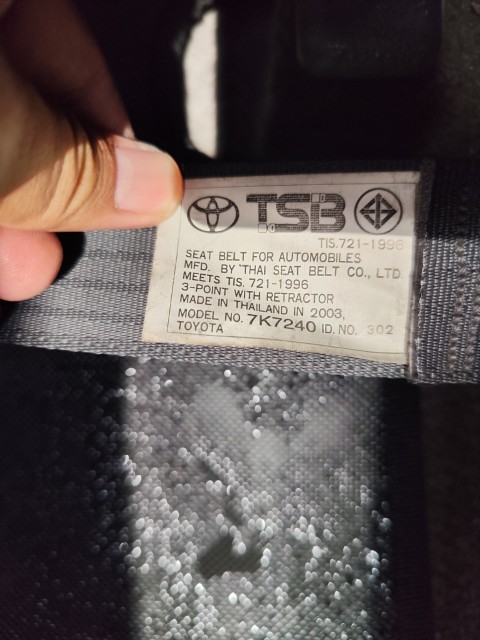 TSB
TIS.721-1996
SEAT BELT FOR AUTOMOBILES
MFD. BY THAI SEAT BELT CO., LTD
MEETS TIS. 721-1996
3-POINT WITH RETRACTOR
MADE IN THAILAND IN 2003,
MODEL NO. 7K7240 ID. NO. 302
TOYOTA